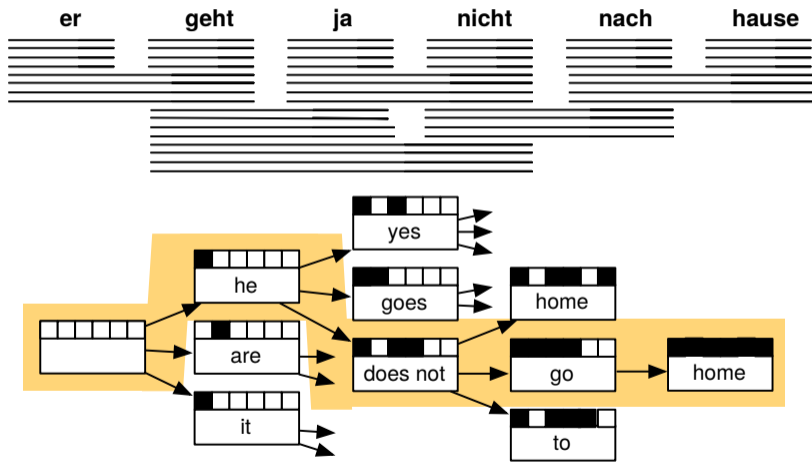 er geht ja nicht nach hause
yes
he
goes
home
are
does not
go
home
it
to